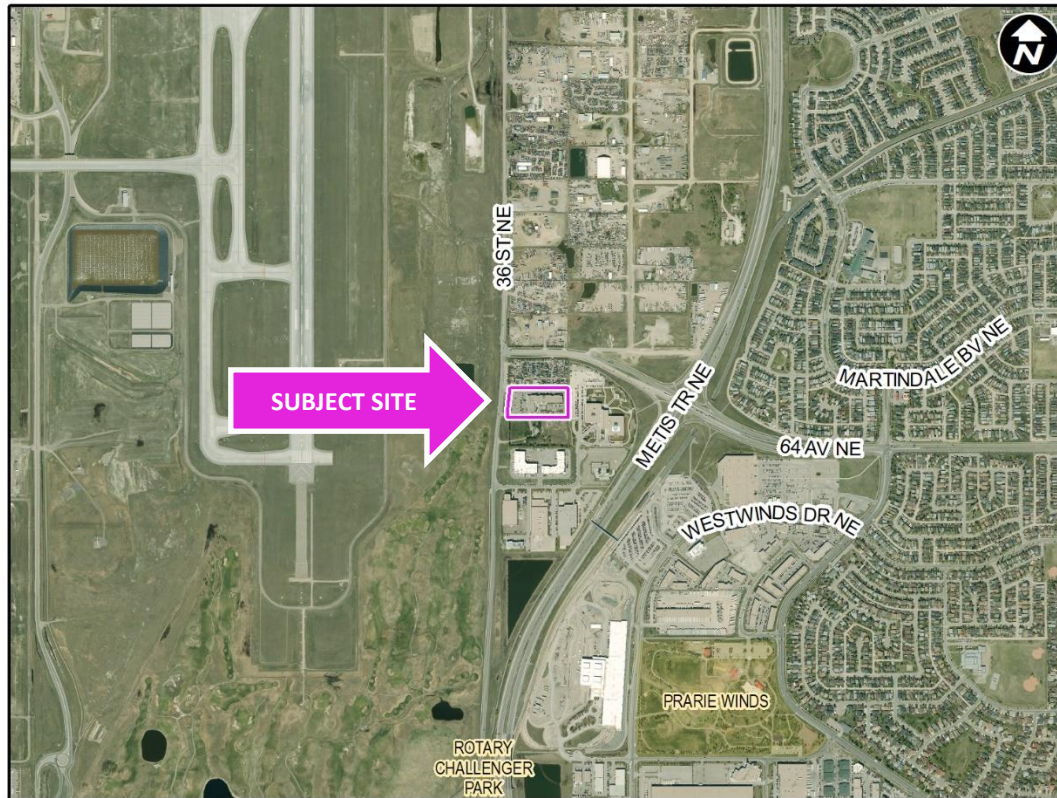 N
36 ST NE
SUBJECT SITE
METIS TR NE
MARTINDALE BV NE
64 AV NE
WESTWINDS DR NE
PRARIE WINDS
ROTARY
CHALLENGER
PARK